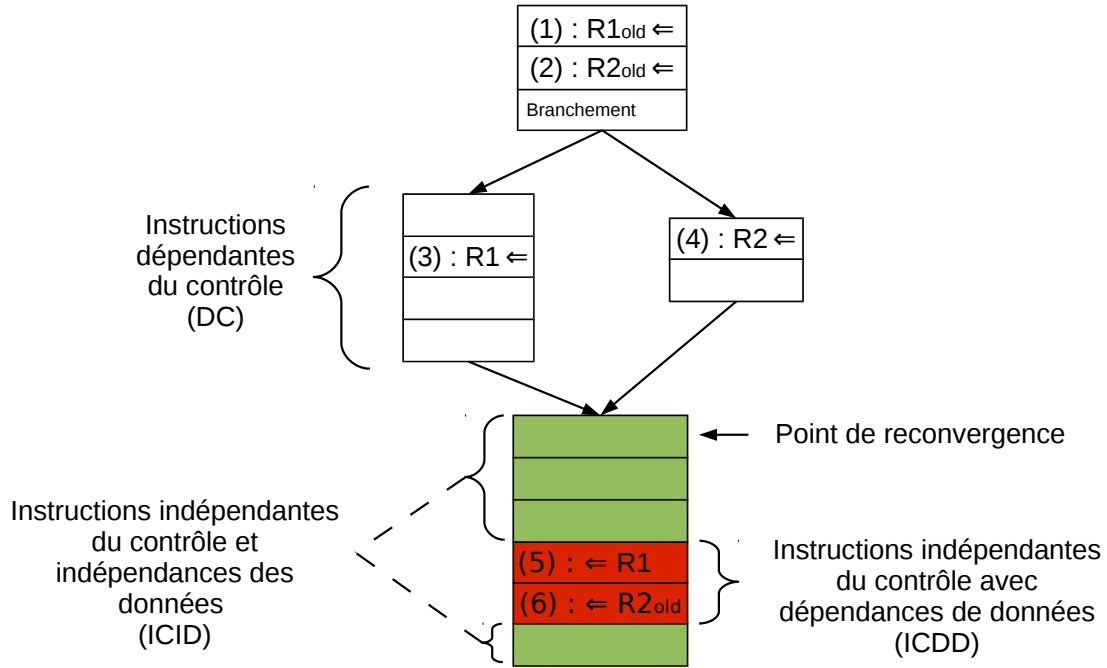 (1) : R1old ⇐
(2) : R2old ⇐
Branchement
Instructions
dépendantes
du contrôle
(DC)
(3) : R1 ⇐
(4) : R2 ⇐
Point de reconvergence
Instructions indépendantes
du contrôle et
indépendances des
données
(ICID)
(5) : ⇐ R1
(6) : ⇐ R2old
Instructions indépendantes
du contrôle avec
dépendances de données
(ICDD)